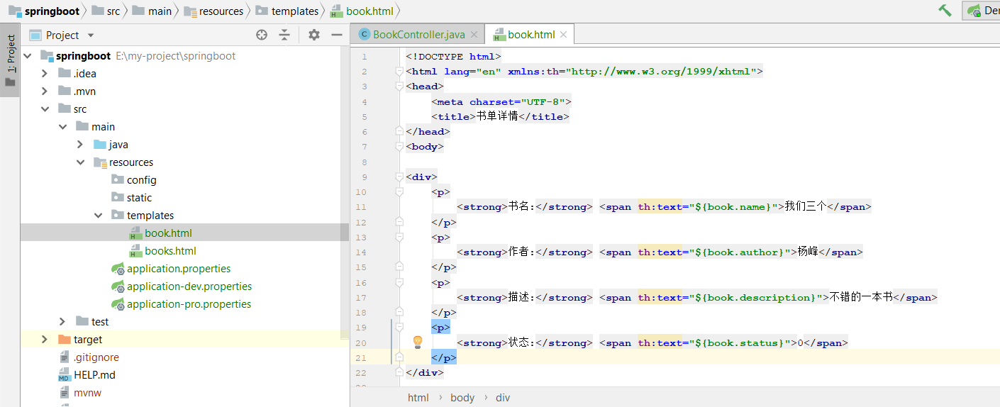 springboot src main resources templates book.html Der
1: Project
Project
BookController.java book.html
springboot E:\my-project\springboot
.idea
.mvn
src
main
java
resources
config
static
templates
book.html
books.html
application.properties
application-dev.properties
application-pro.properties
test
target
.gitignore
HELP.md
mvnw
1 <!DOCTYPE html>
2 <html lang="en" xmlns:th="http://www.w3.org/1999/xhtml">
3 <head>
4 <meta charset="UTF-8">
5 <title>书单详情</title>
6 </head>
7 <body>
8
9 <div>
10 <p>
11 <strong>书名:</strong> <span th:text="${book.name}">我们三个</span>
12 </p>
13 <p>
14 <strong>作者:</strong> <span th:text="${book.author}">杨峰</span>
15 </p>
16 <p>
17 <strong>描述:</strong> <span th:text="${book.description}">不错的一本书</span>
18 </p>
19 <p>
20 <strong>状态:</strong> <span th:text="${book.status}">0</span>
21 </p>
22 </div>
html › body › div